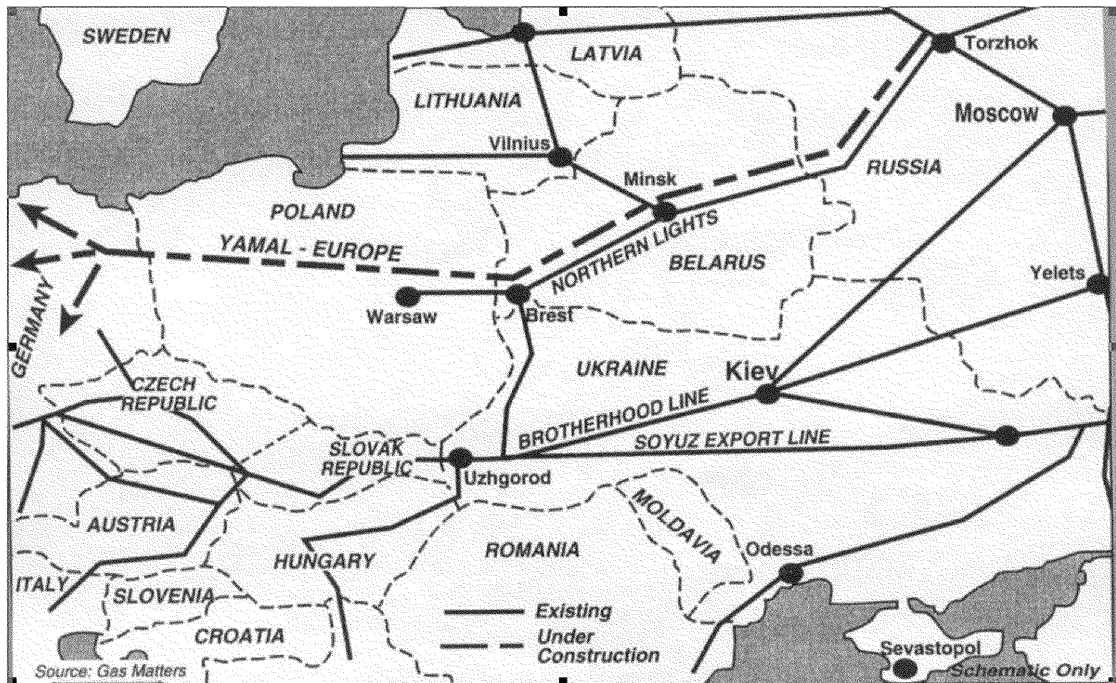 SWEDEN
LATVIA
Torzhok
LITHUANIA
Moscow
Vilnius
Minsk
RUSSIA
POLAND
YAMAL - EUROPE
NORTHERN LIGHTS
BELARUS
Yelets
Warsaw
Brest
GERMANY
UKRAINE
Kiev
CZECH
REPUBLIC
BROTHERHOOD LINE
SOYUZ EXPORT LINE
SLOVAK
REPUBLIC
Uzhgorod
MOLDAVIA
AUSTRIA
HUNGARY
ROMANIA
Odessa
ITALY
SLOVENIA
CROATIA
Existing
Under
Construction
Sevastopol
Source: Gas Matters
Schematic Only